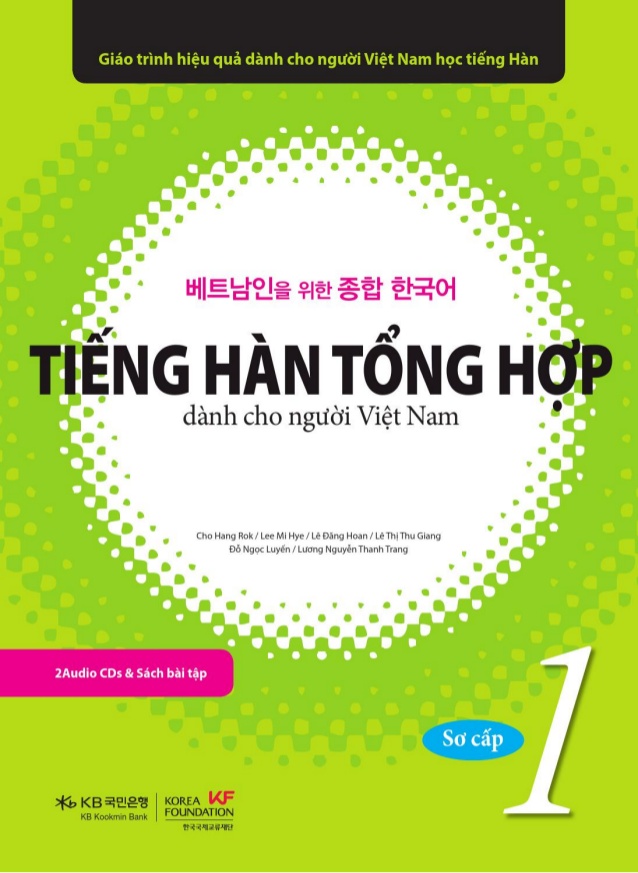 Giáo trình hiệu quả dành cho người Việt Nam học tiếng Hàn
베트남인을 위한 종합 한국어
TIẾNG HÀN TỔNG HỢP
dành cho người Việt Nam
Cho Hang Rok / Lee Mi Hye / Lê Đăng Hoan / Lê Thị Thu Giang
Đỗ Ngọc Luyến / Lương Nguyễn Thanh Trang
2Audio CDs & Sách bài tập
Sơ cấp
1
KB국민은행
KB Kookmin Bank
KOREA KF
FOUNDATION
한국국제교류재단